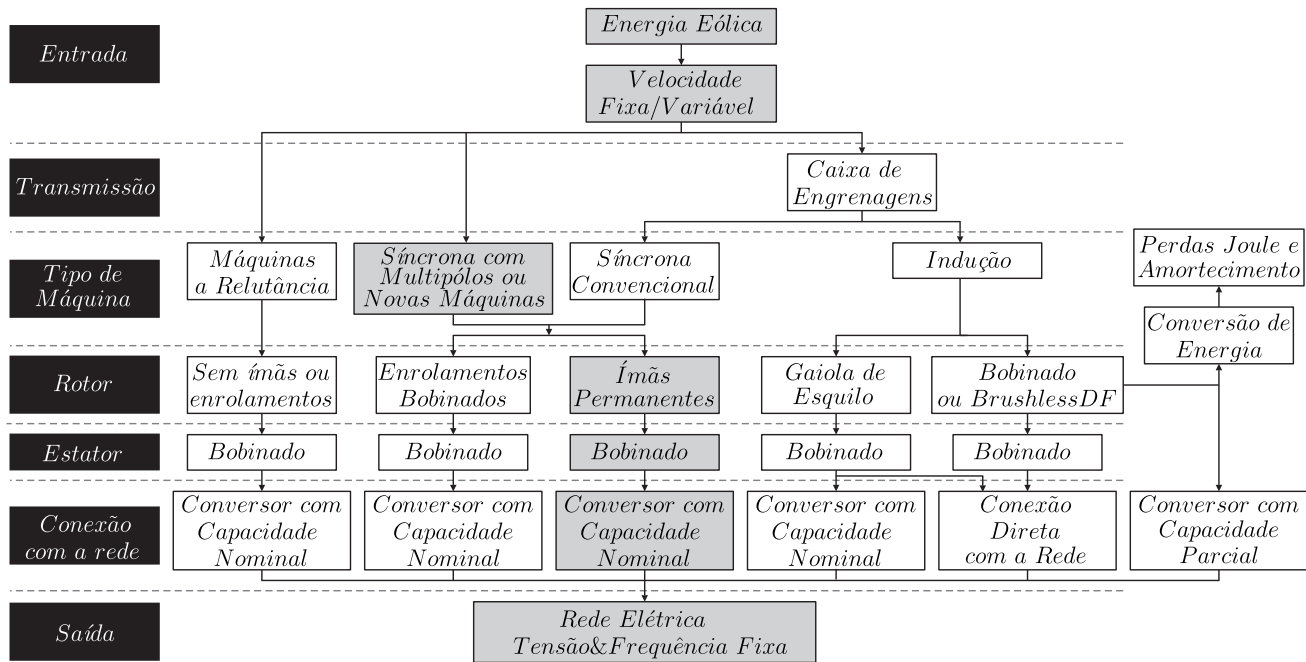 Entrada
Energia Eólica
Velocidade
Fixa/Variável
Transmissão
Caixa de
Engrenagens
Tipo de
Máquina
Máquinas
a Relutância
Síncrona com
Multipólos ou
Novas Máquinas
Síncrona
Convencional
Indução
Perdas Joule e
Amortecimento
Conversão de
Energia
Rotor
Sem ímãs ou
enrolamentos
Enrolamentos
Bobinados
Ímãs
Permanentes
Gaiola de
Esquilo
Bobinado
ou BrushlessDF
Estator
Bobinado
Bobinado
Bobinado
Bobinado
Bobinado
Conexão
com a rede
Conversor com
Capacidade
Nominal
Conversor com
Capacidade
Nominal
Conversor com
Capacidade
Nominal
Conversor com
Capacidade
Nominal
Conexão
Direta
com a Rede
Conversor com
Capacidade
Parcial
Saída
Rede Elétrica
Tensão&Frequência Fixa